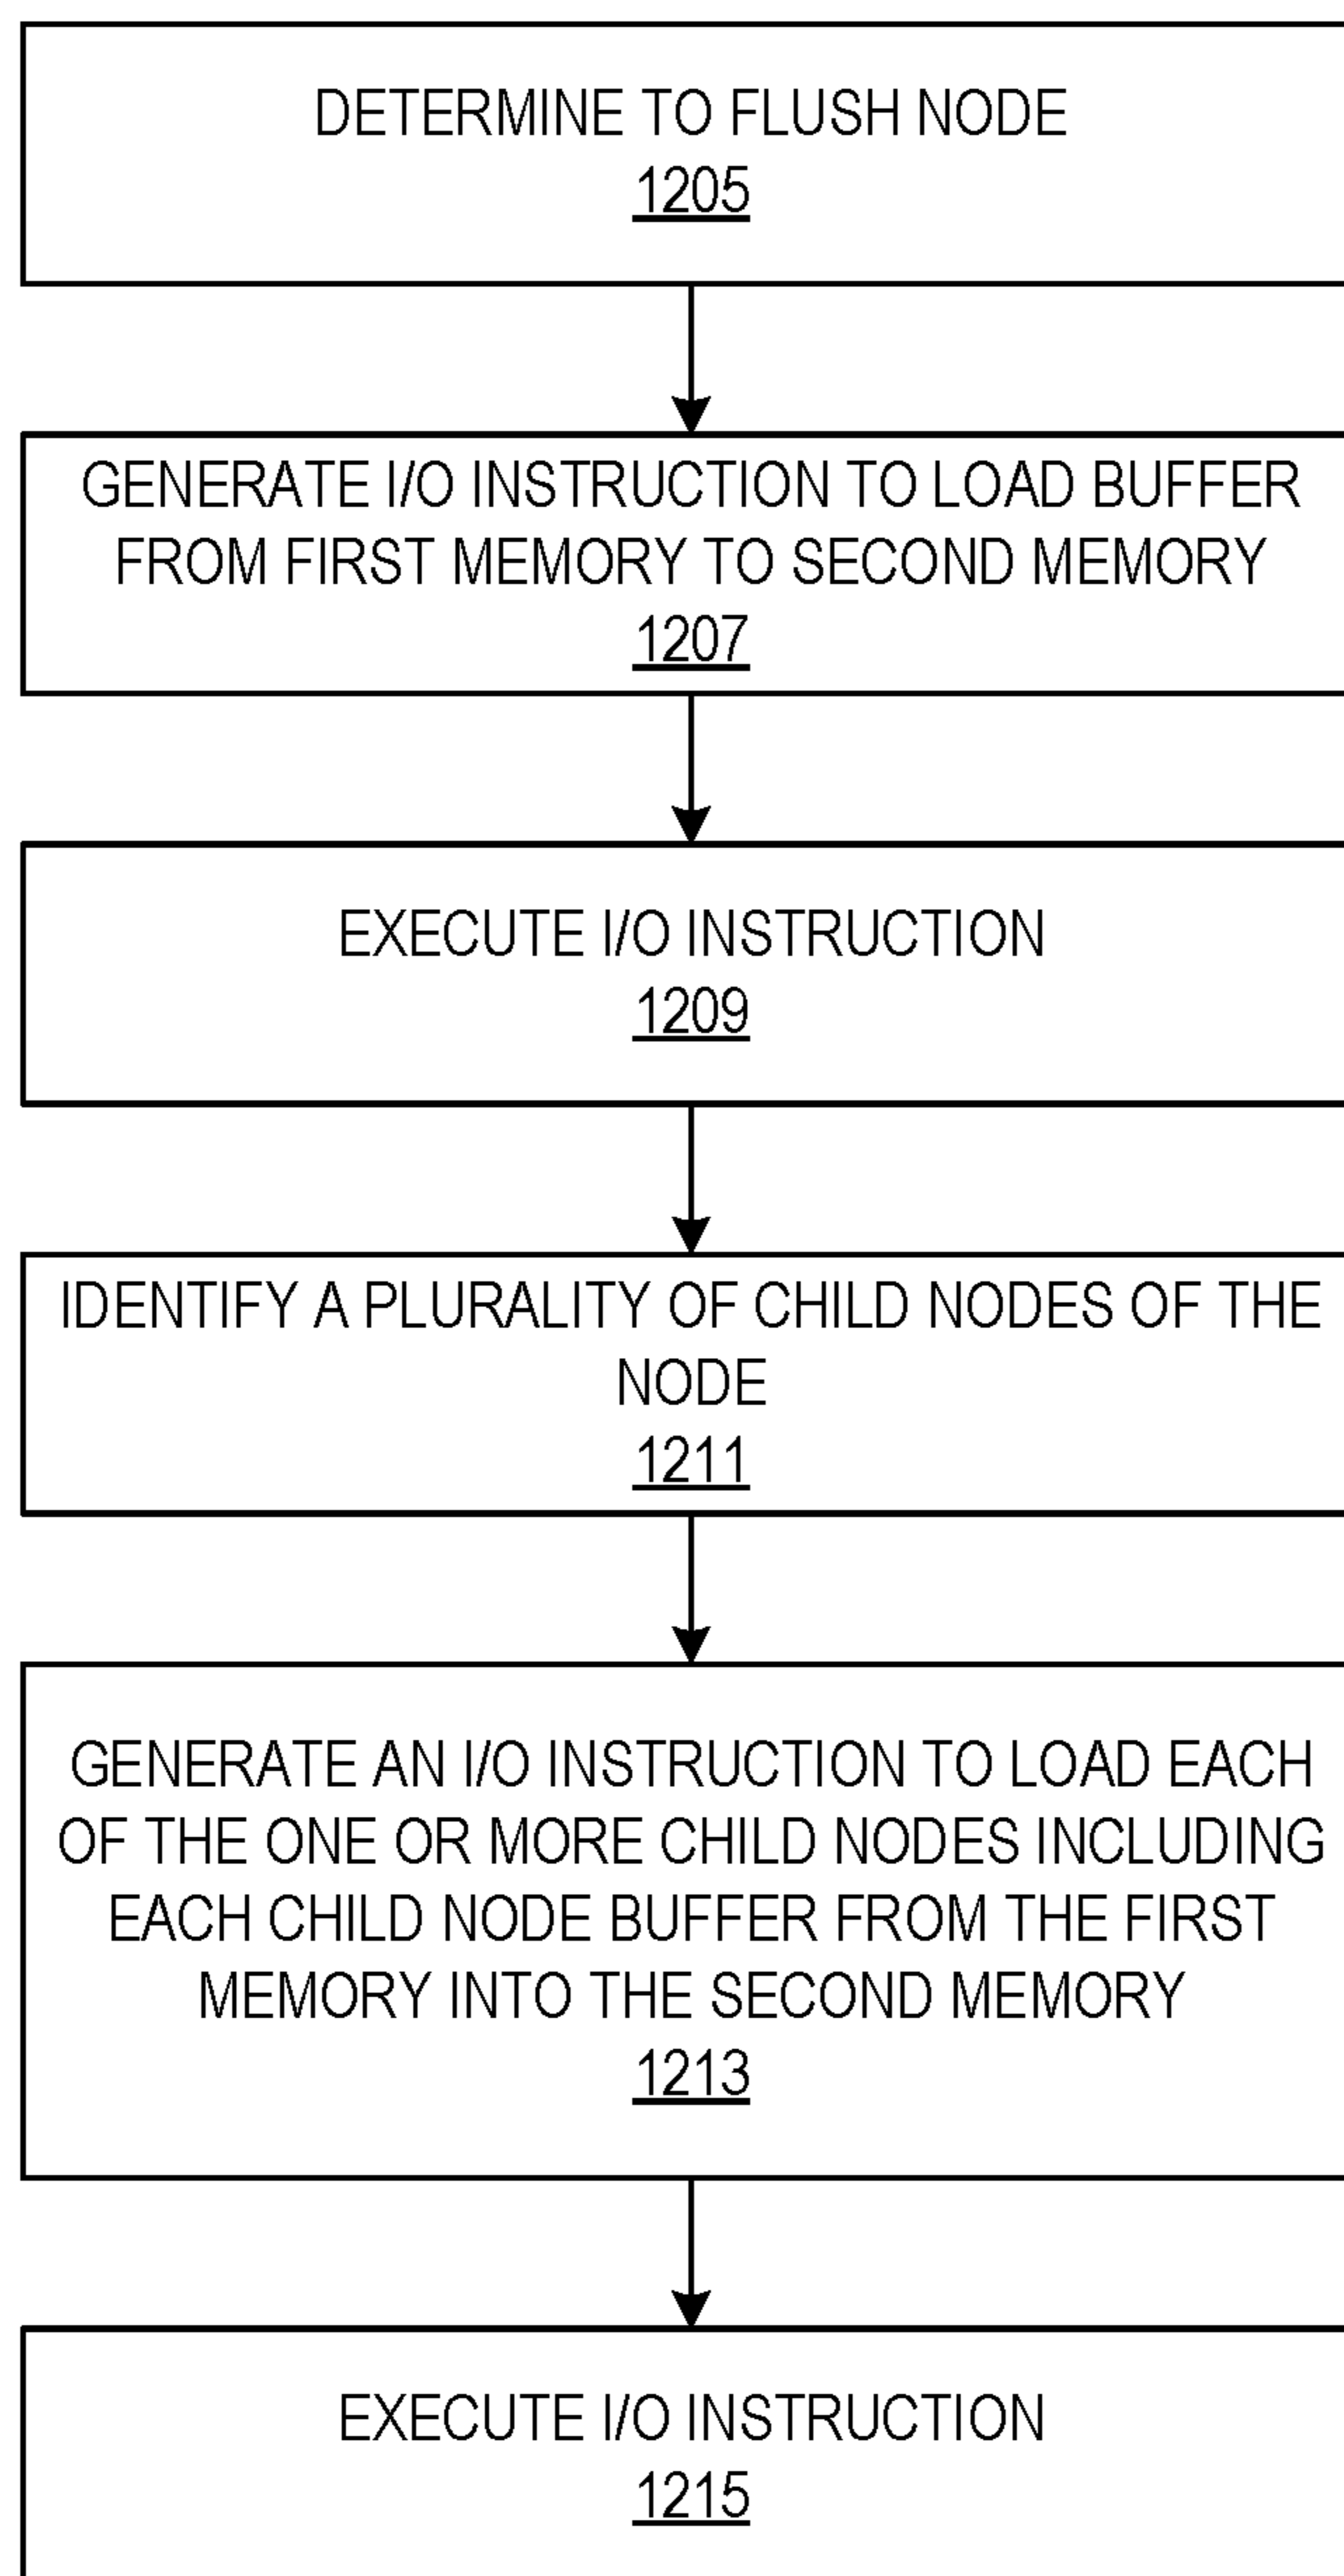 DETERMINE TO FLUSH NODE
1205
GENERATE I/O INSTRUCTION TO LOAD BUFFER
FROM FIRST MEMORY TO SECOND MEMORY
1207
EXECUTE I/O INSTRUCTION
1209
IDENTIFY A PLURALITY OF CHILD NODES OF THE
NODE
1211
GENERATE AN I/O INSTRUCTION TO LOAD EACH
OF THE ONE OR MORE CHILD NODES INCLUDING
EACH CHILD NODE BUFFER FROM THE FIRST
MEMORY INTO THE SECOND MEMORY
1213
EXECUTE I/O INSTRUCTION
1215